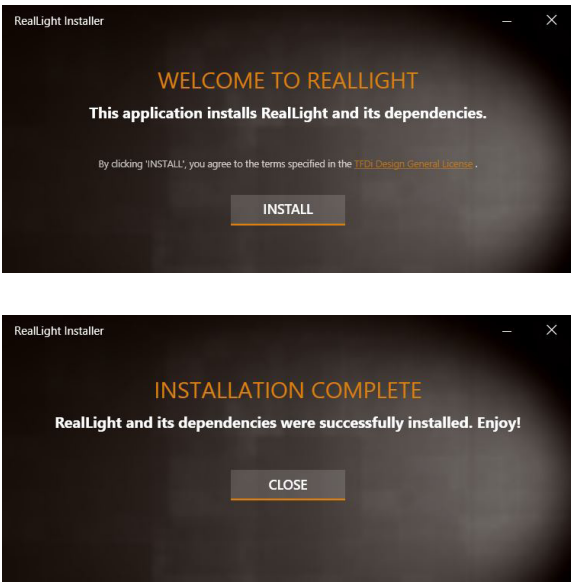 RealLight Installer
WELCOME TO REALLIGHT
This application installs RealLight and its dependencies.
By clicking 'INSTALL', you agree to the terms specified in the TFDi Design General License .
INSTALL
RealLight Installer
INSTALLATION COMPLETE
RealLight and its dependencies were successfully installed. Enjoy!
CLOSE